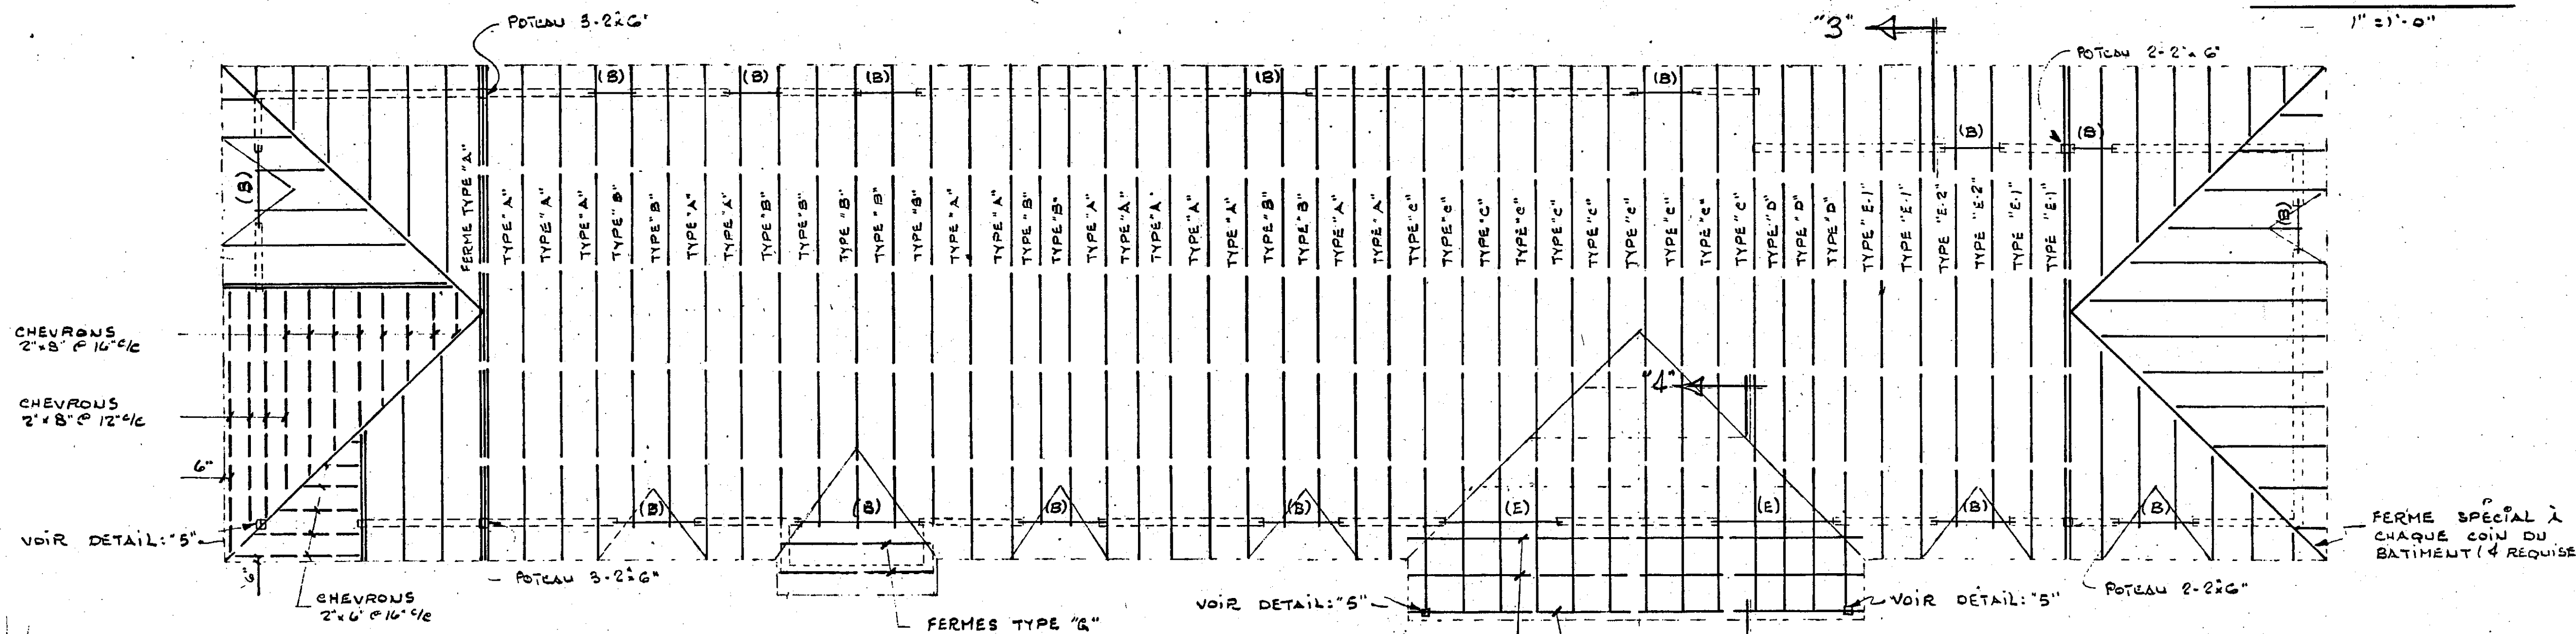 POTEAU 3-2"x6"
"3"
1" = 1'-0"
POTEAU 2-2"x6"
(B)
(B)
(B)
(B)
(B)
(B)
(B)
(B)
(B)
FERME TYPE "A"
TYPE "A"
TYPE "A"
TYPE "A"
TYPE "B"
TYPE "B"
TYPE "A"
TYPE "A"
TYPE "B"
TYPE "B"
TYPE "B"
TYPE "B"
TYPE "B"
TYPE "A"
TYPE "A"
TYPE "B"
TYPE "B"
TYPE "A"
TYPE "A"
TYPE "A"
TYPE "A"
TYPE "A"
TYPE "B"
TYPE "B"
TYPE "A"
TYPE "A"
TYPE "C"
TYPE "C"
TYPE "C"
TYPE "C"
TYPE "C"
TYPE "C"
TYPE "C"
TYPE "C"
TYPE "C"
TYPE "C"
TYPE "D"
TYPE "D"
TYPE "D"
TYPE "E-1"
TYPE "E-1"
TYPE "E-2"
TYPE "E-2"
TYPE "E-1"
TYPE "E-1"
CHEVRONS
2"x8" @ 16" c/c
CHEVRONS
2"x8" @ 12" c/c
"4"
6"
(B)
(B)
(B)
(B)
(E)
(E)
(B)
(B)
VOIR DETAIL: "5"
6"
CHEVRONS
2"x6" @ 16" c/c
POTEAU 3-2"x6"
FERMES TYPE "G"
VOIR DETAIL: "5"
VOIR DETAIL: "5"
POTEAU 2-2"x6"
FERME SPÉCIAL À
CHAQUE COIN DU
BATIMENT (4 REQUISE